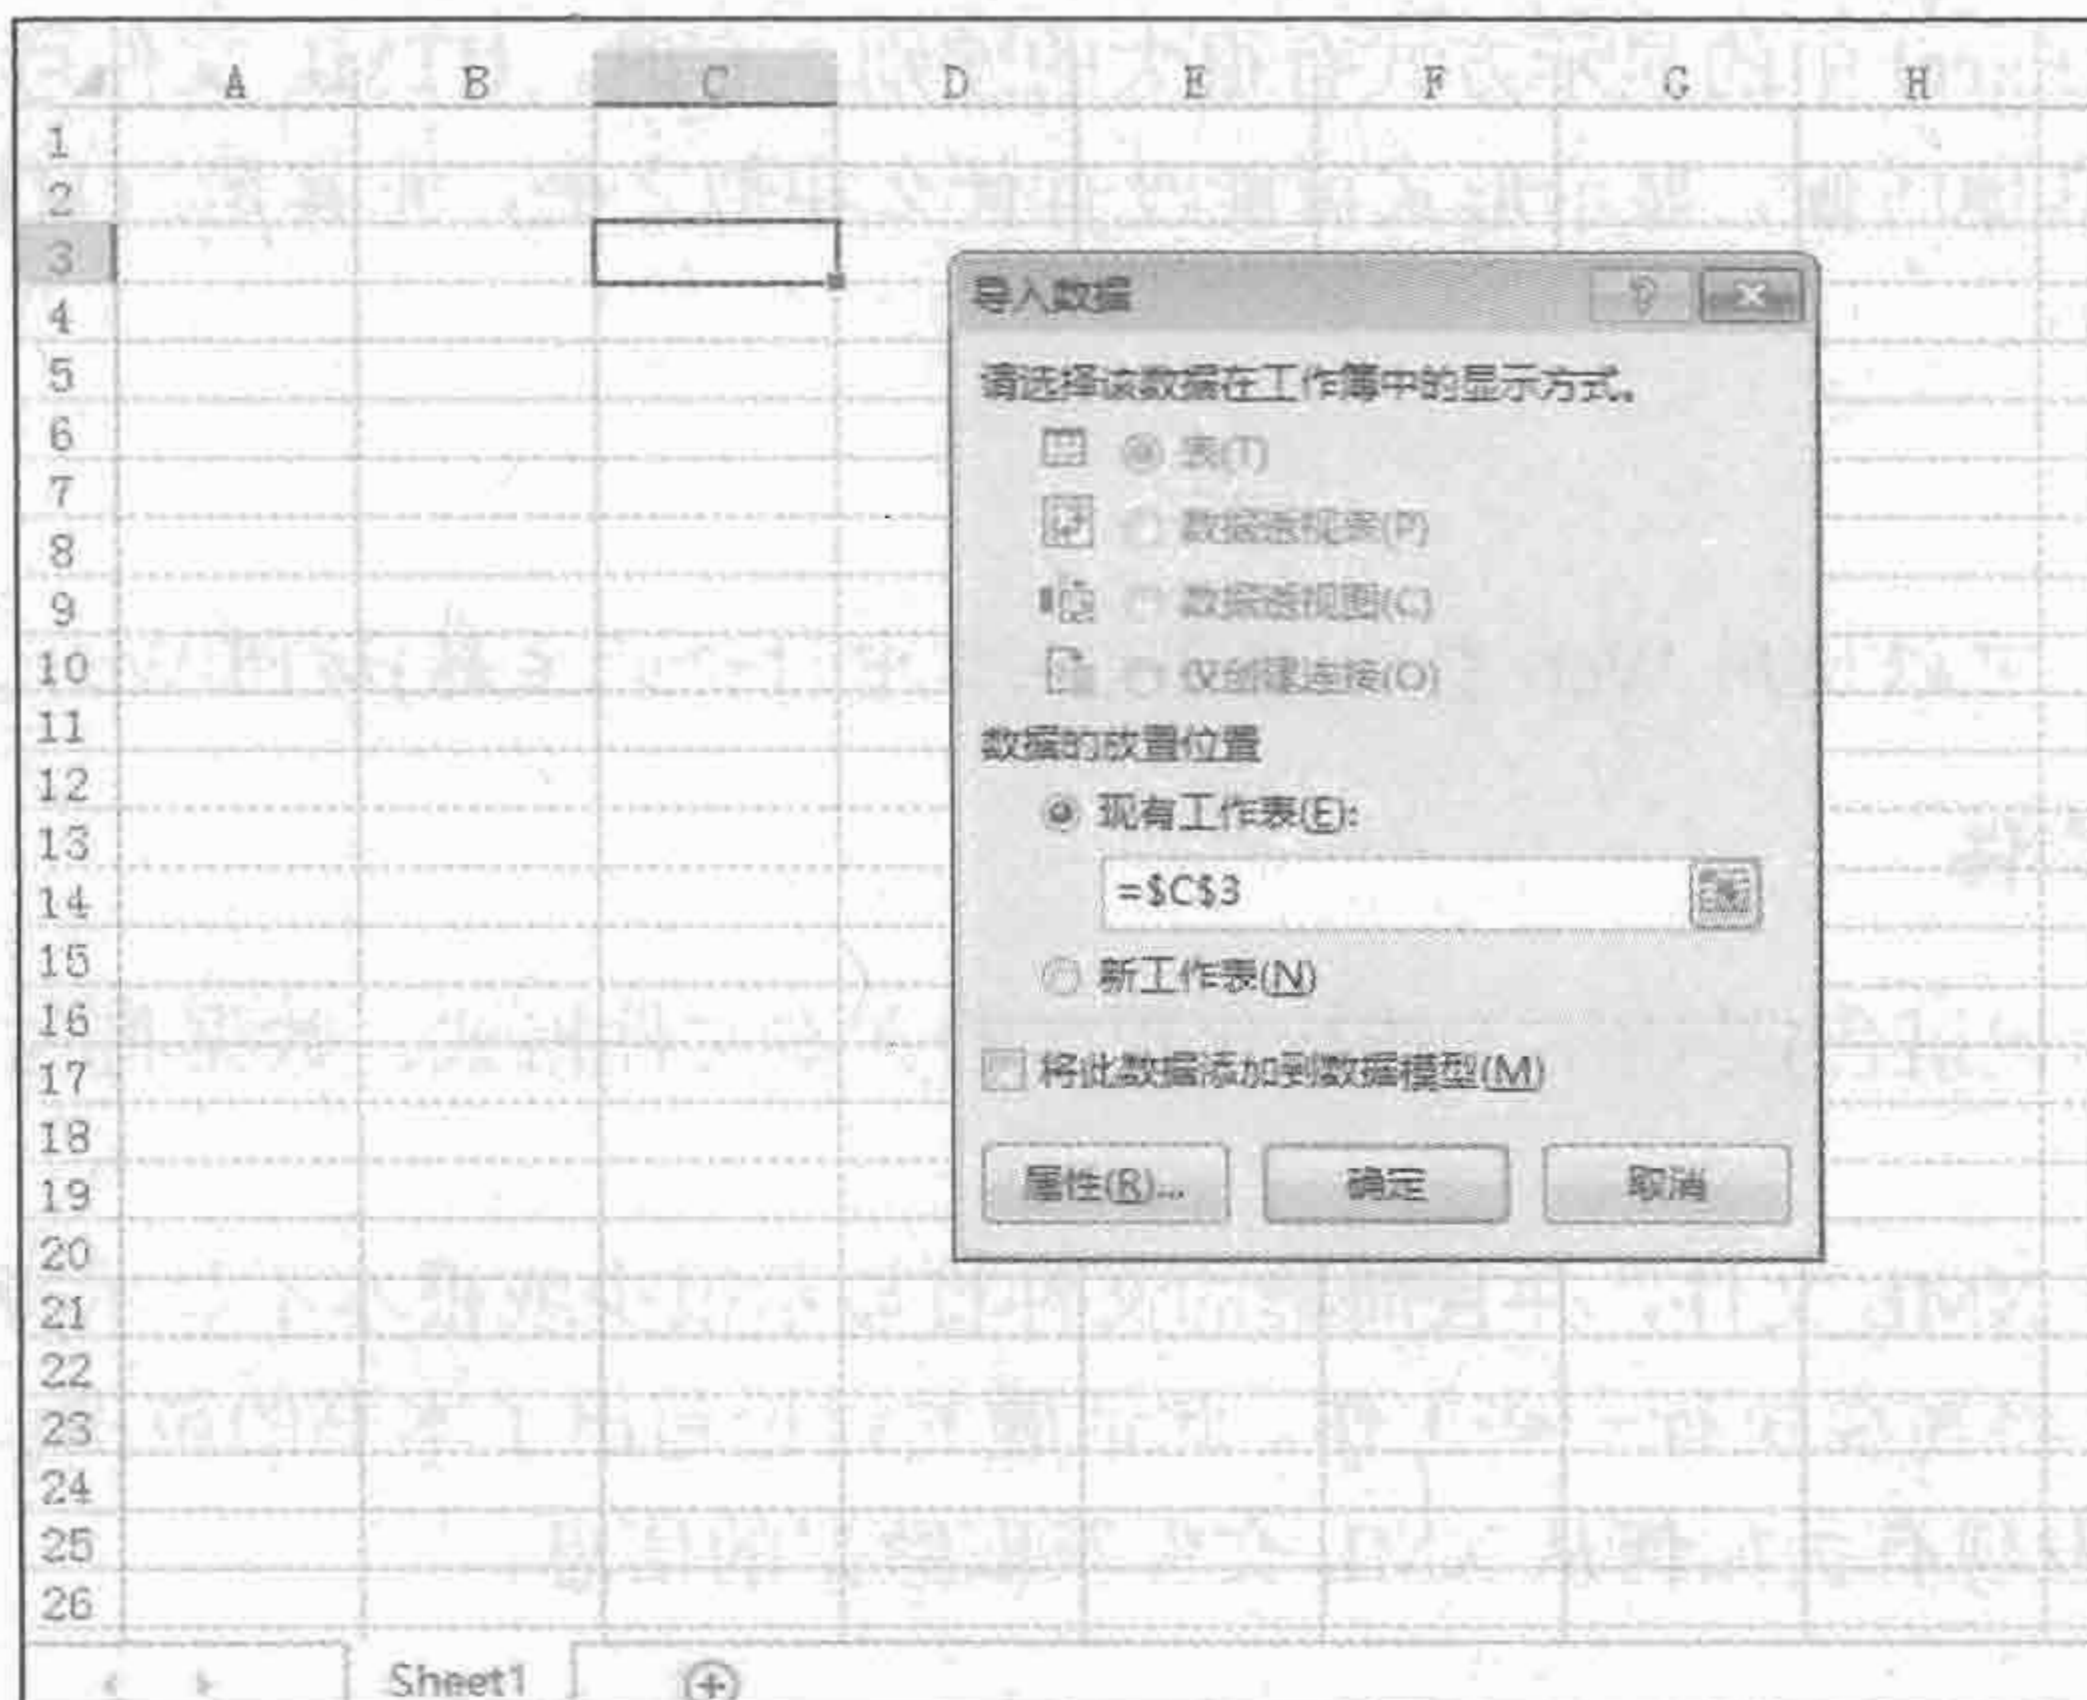 A B C D E F G H
1
2
3
4
5
6
7
8
9
10
11
12
13
14
15
16
17
18
19
20
21
22
23
24
25
26
导入数据
请选择该数据在工作簿中的显示方式。
表(T)
数据透视表(P)
数据透视图(C)
仅创建连接(O)
数据的放置位置
现有工作表(E):
=$C$3
新工作表(N)
将此数据添加到数据模型(M)
属性(R)...
确定
取消
Sheet1